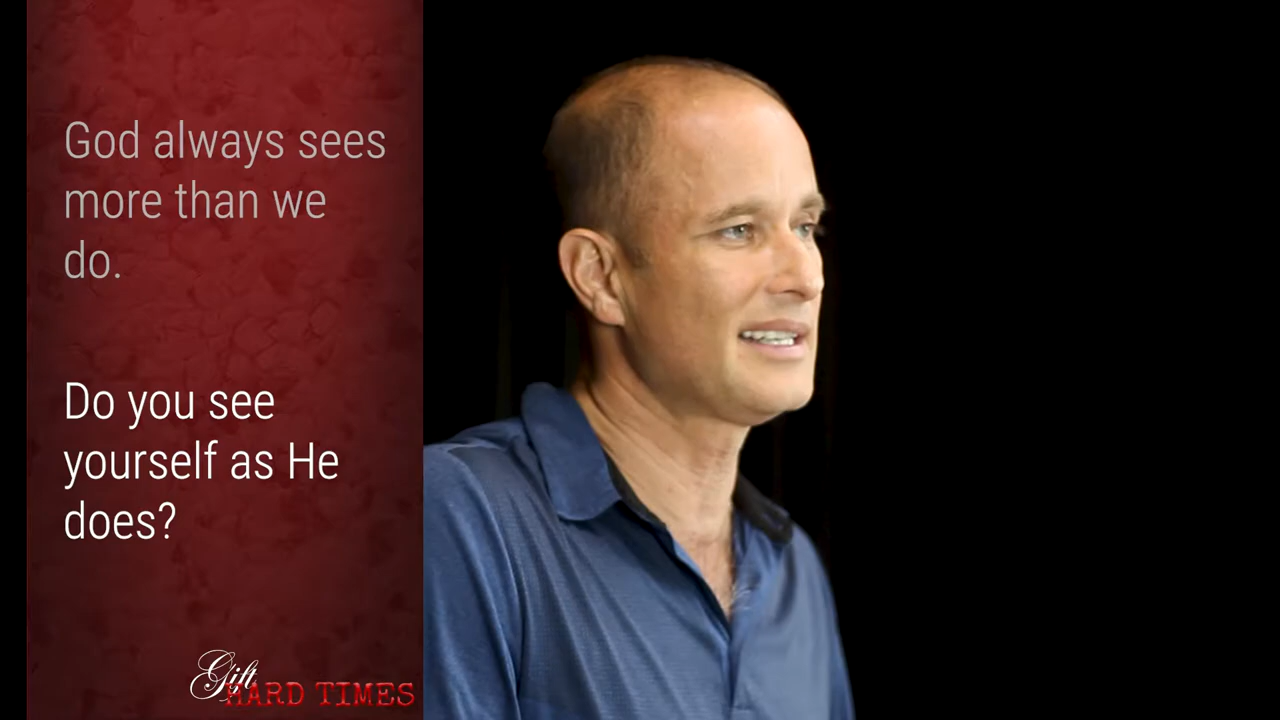 God always sees
more than we
do.
Do you see
yourself as He
does?
Gift
HARD TIMES